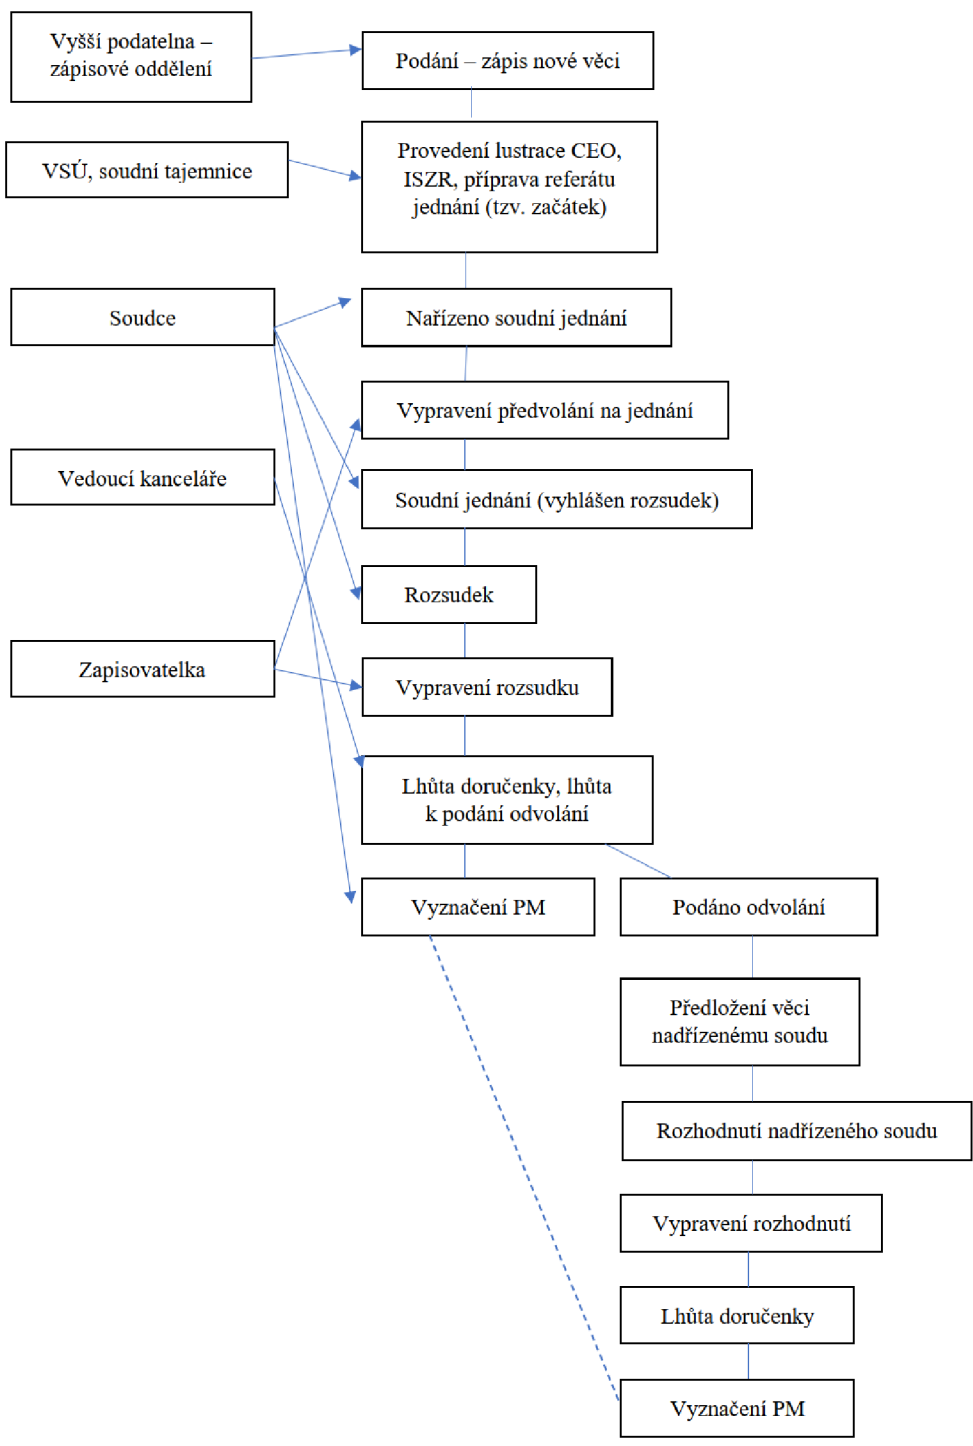 Vyšší podatelna –
zápisové oddělení
Podání – zápis nové věci
VSÚ, soudní tajemnice
Provedení lustrace CEO,
ISZR, příprava referátu
jednání (tzv. začátek)
Soudce
Nařízeno soudní jednání
Vypravení předvolání na jednání
Vedoucí kanceláře
Soudní jednání (vyhlášen rozsudek)
Rozsudek
Zapisovatelka
Vypravení rozsudku
Lhůta doručenky, lhůta
k podání odvolání
Vyznačení PM
Podáno odvolání
Předložení věci
nadřízenému soudu
Rozhodnutí nadřízeného soudu
Vypravení rozhodnutí
Lhůta doručenky
Vyznačení PM